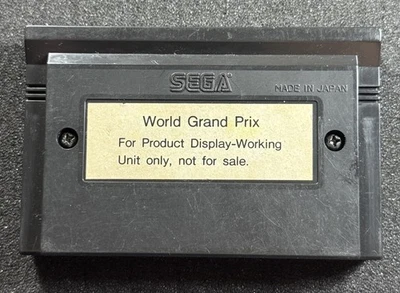 SEGA
MADE IN JAPAN
World Grand Prix
For Product Display-Working
Unit only, not for sale.